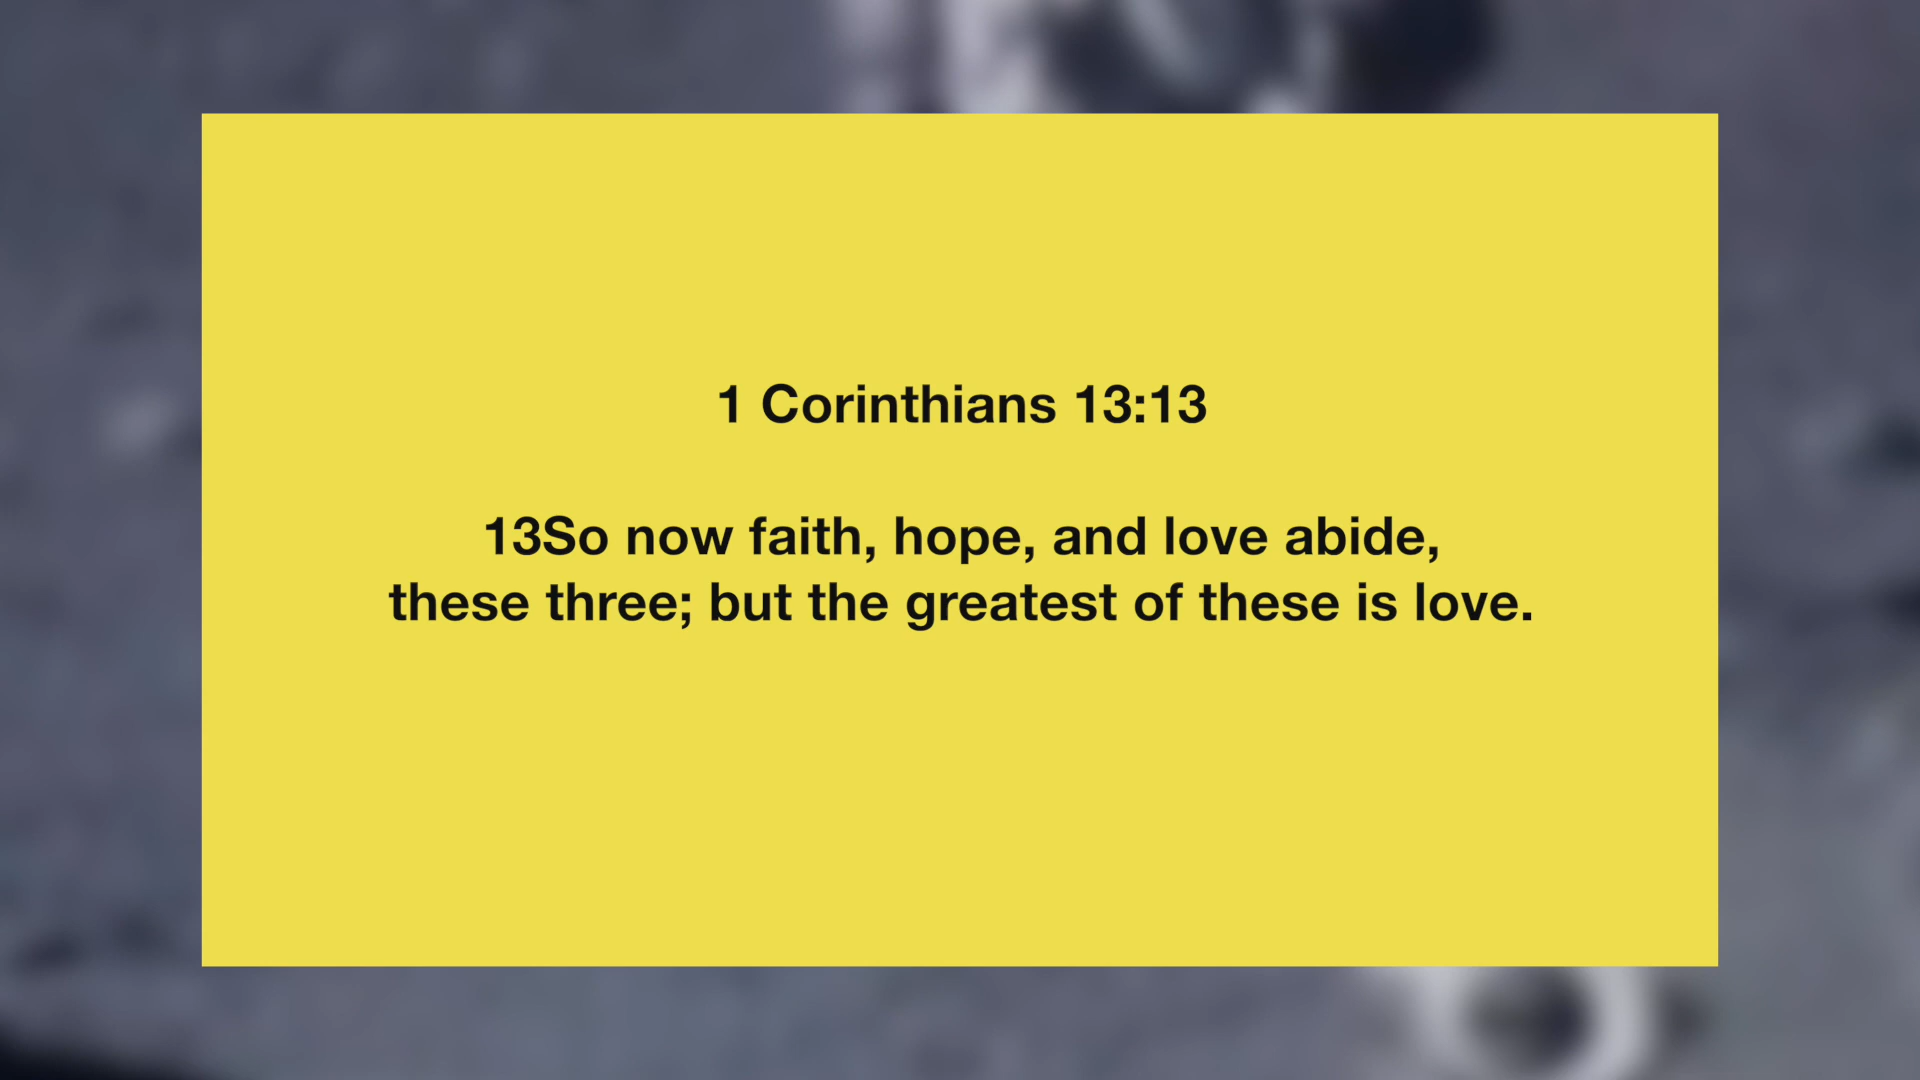 1 Corinthians 13:13
13So now faith, hope, and love abide,
these three; but the greatest of these is love.